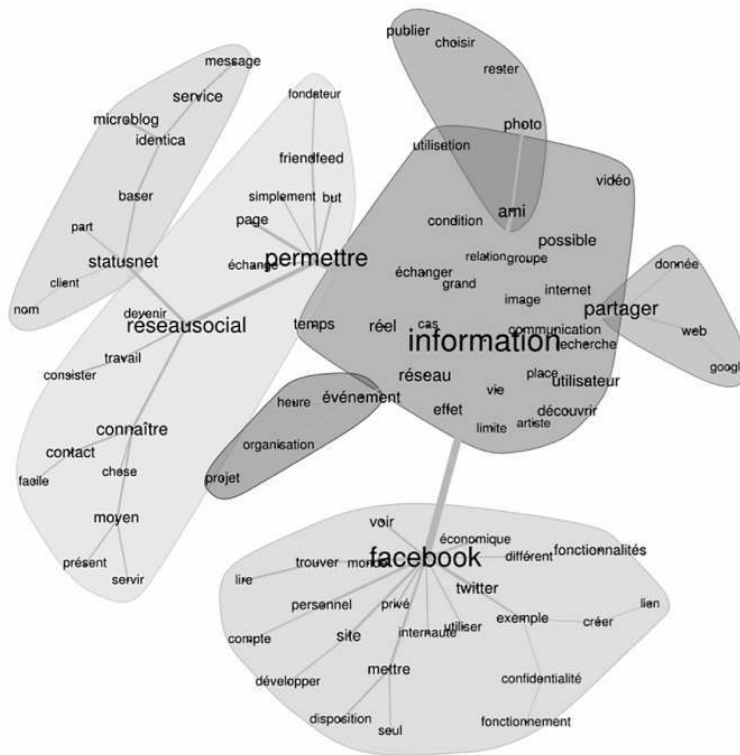 publier
choisir
rester
message
service
microblog
identica
baser
part
statusnet
client
nom
fondateur
friendfeed
simplement
but
page
permettre
échange
devenir
réseausocial
travail
consister
connaître
contact
chose
facile
moyen
présent
servir
photo
utilisation
vidéo
ami
condition
possible
relation
groupe
échanger
grand
internet
image
temps
réel
cas
communication
information
recherche
réseau
place
utilisateur
vie
effet
découvrir
artiste
limite
donnée
partager
web
événement
heure
organisation
projet
voir
économique
facebook
différent
fonctionnalités
trouver
lire
twitter
personnel
privé
lien
exemple
créer
utiliser
internaute
compte
site
mettre
développer
confidentialité
disposition
seul
fonctionnement